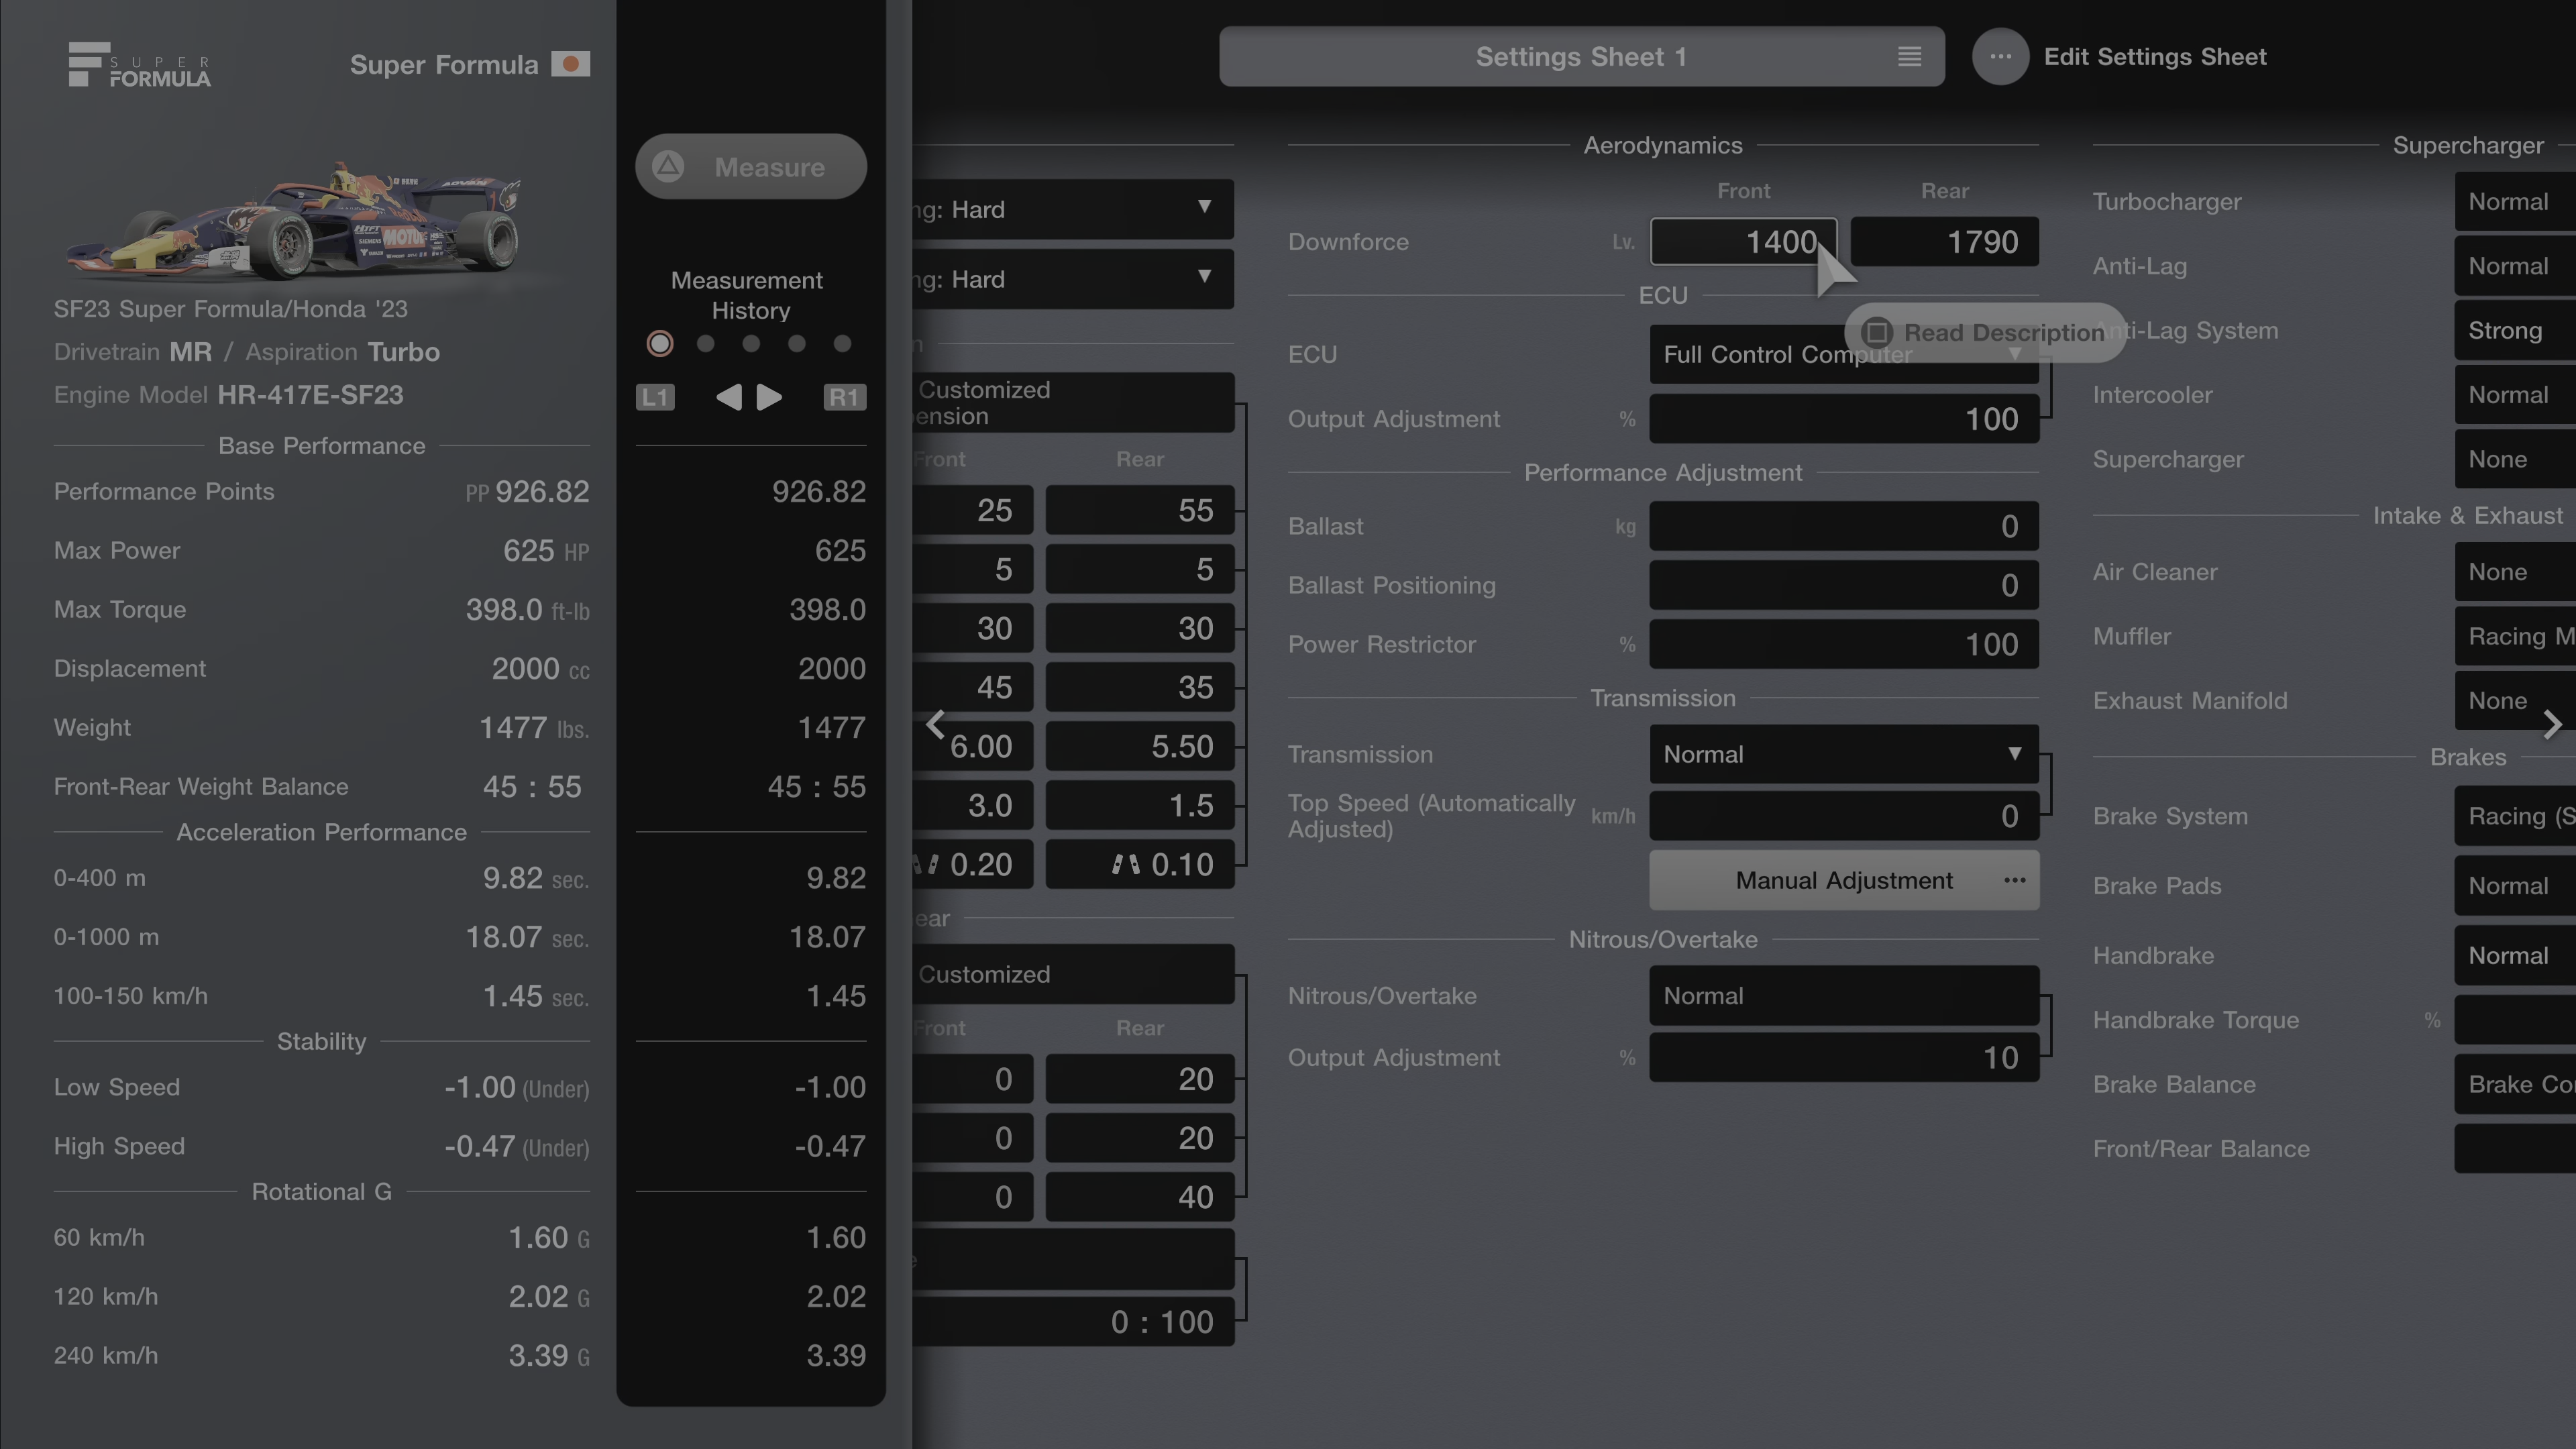 SUPER
FORMULA
Super Formula
SF23 Super Formula/Honda '23
Drivetrain MR / Aspiration Turbo
Engine Model HR-417E-SF23
Base Performance
Performance Points PP 926.82
Max Power 625 HP
Max Torque 398.0 ft-lb
Displacement 2000 cc
Weight 1477 lbs.
Front-Rear Weight Balance 45 : 55
Acceleration Performance
0-400 m 9.82 sec.
0-1000 m 18.07 sec.
100-150 km/h 1.45 sec.
Stability
Low Speed -1.00 (Under)
High Speed -0.47 (Under)
Rotational G
60 km/h 1.60 G
120 km/h 2.02 G
240 km/h 3.39 G
Measure
Measurement
History
L1 R1
926.82
625
398.0
2000
1477
45 : 55
9.82
18.07
1.45
-1.00
-0.47
1.60
2.02
3.39
Settings Sheet 1
Edit Settings Sheet
ng: Hard
ng: Hard
n
Customized
ension
Front Rear
25 55
5 5
30 30
45 35
6.00 5.50
3.0 1.5
0.20 0.10
ear
Customized
Front Rear
0 20
0 20
0 40
e
0 : 100
Aerodynamics
Front Rear
Downforce Lv. 1400 1790
Read Description
ECU
ECU Full Control Computer
Output Adjustment % 100
Performance Adjustment
Ballast kg 0
Ballast Positioning 0
Power Restrictor % 100
Transmission
Transmission Normal
Top Speed (Automatically
Adjusted) km/h 0
Manual Adjustment
Nitrous/Overtake
Nitrous/Overtake Normal
Output Adjustment % 10
Supercharger
Turbocharger Normal
Anti-Lag Normal
Anti-Lag System Strong
Intercooler Normal
Supercharger None
Intake & Exhaust
Air Cleaner None
Muffler Racing M
Exhaust Manifold None
Brakes
Brake System Racing (S
Brake Pads Normal
Handbrake Normal
Handbrake Torque %
Brake Balance Brake Co
Front/Rear Balance
MOTUL